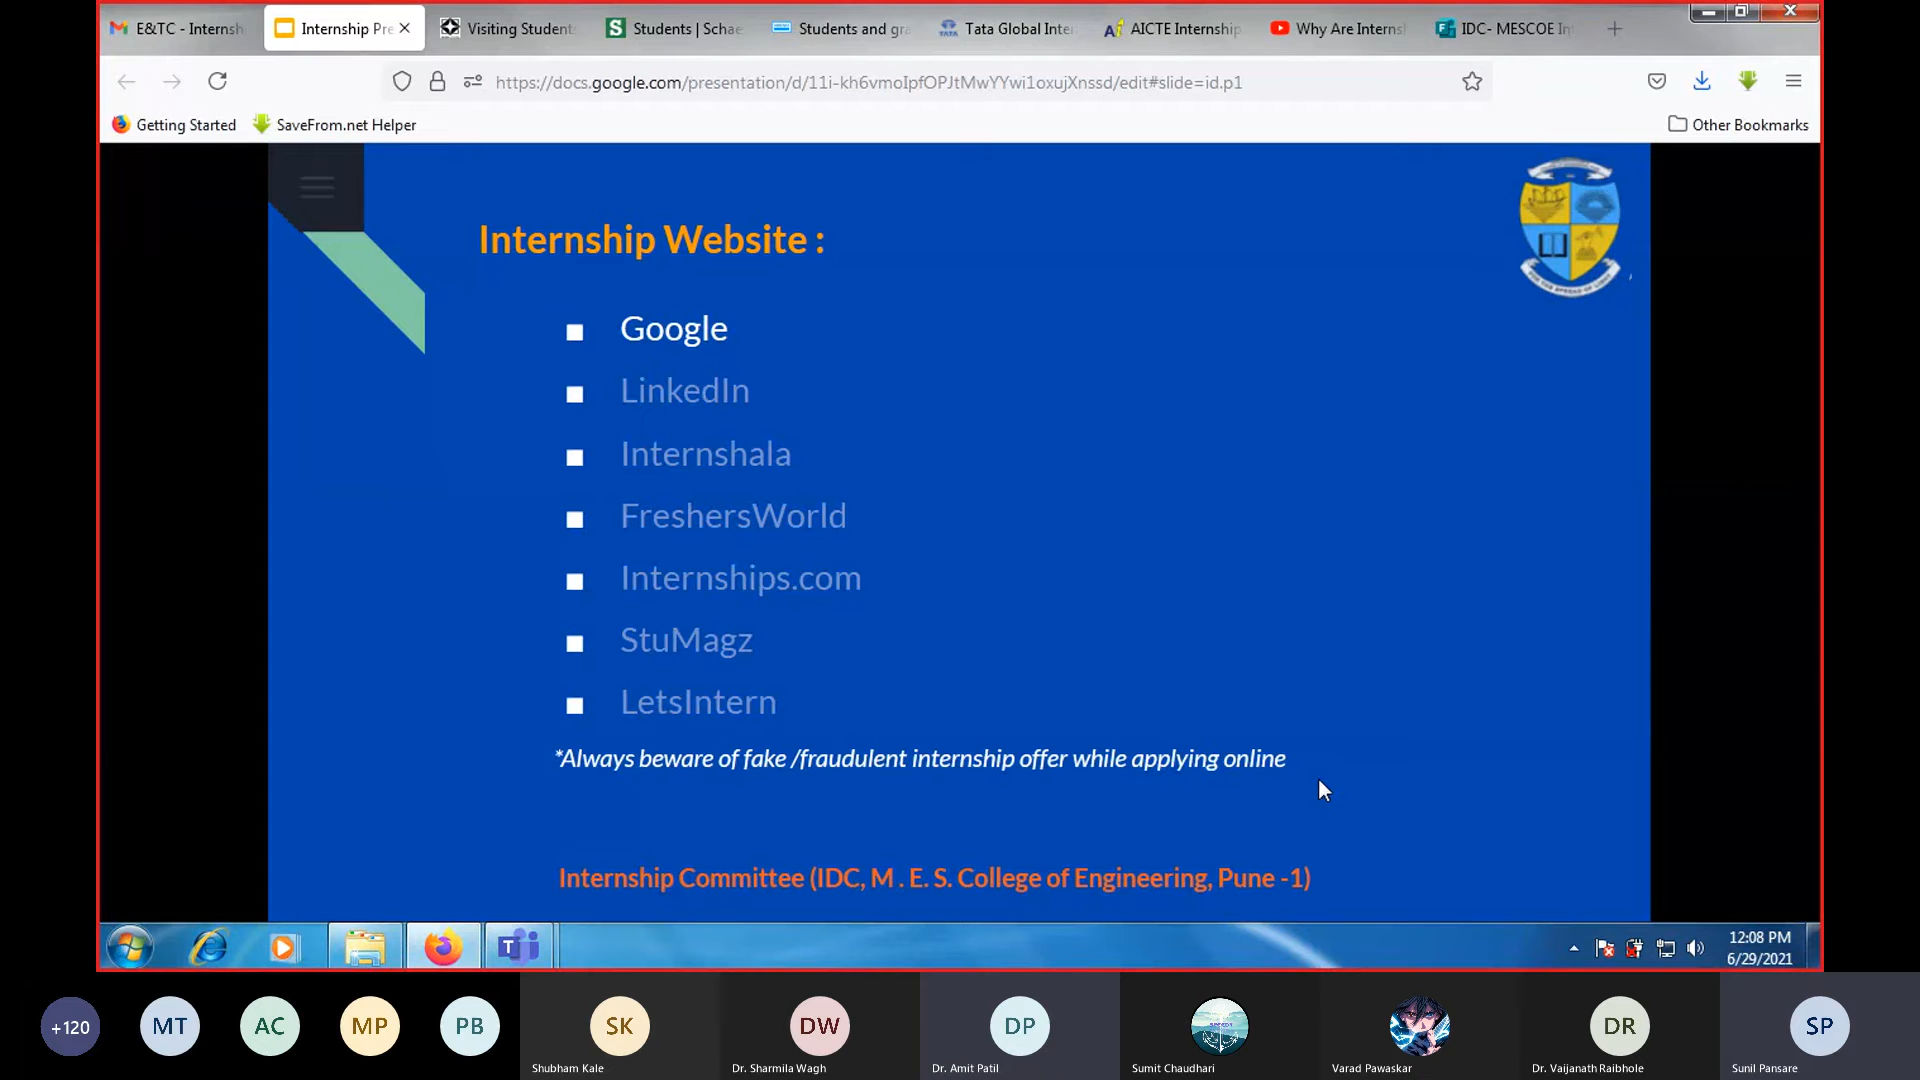 E&TC - Internsh
Internship Pre
Visiting Student
Students | Schae
Students and gra
Tata Global Inte
AICTE Internship
Why Are Interns
IDC- MESCOE In
https://docs.google.com/presentation/d/11i-kh6vmoIpfOPJtMwYYwi1oxujXnssd/edit#slide=id.p1
Getting Started
SaveFrom.net Helper
Other Bookmarks
Internship Website :
Google
LinkedIn
Internshala
FreshersWorld
Internships.com
StuMagz
LetsIntern
*Always beware of fake /fraudulent internship offer while applying online
Internship Committee (IDC, M . E. S. College of Engineering, Pune -1)
12:08 PM
6/29/2021
+120
MT
AC
MP
PB
SK
DW
DP
DR
SP
Shubham Kale
Dr. Sharmila Wagh
Dr. Amit Patil
Sumit Chaudhari
Varad Pawaskar
Dr. Vaijanath Raibhole
Sunil Pansare